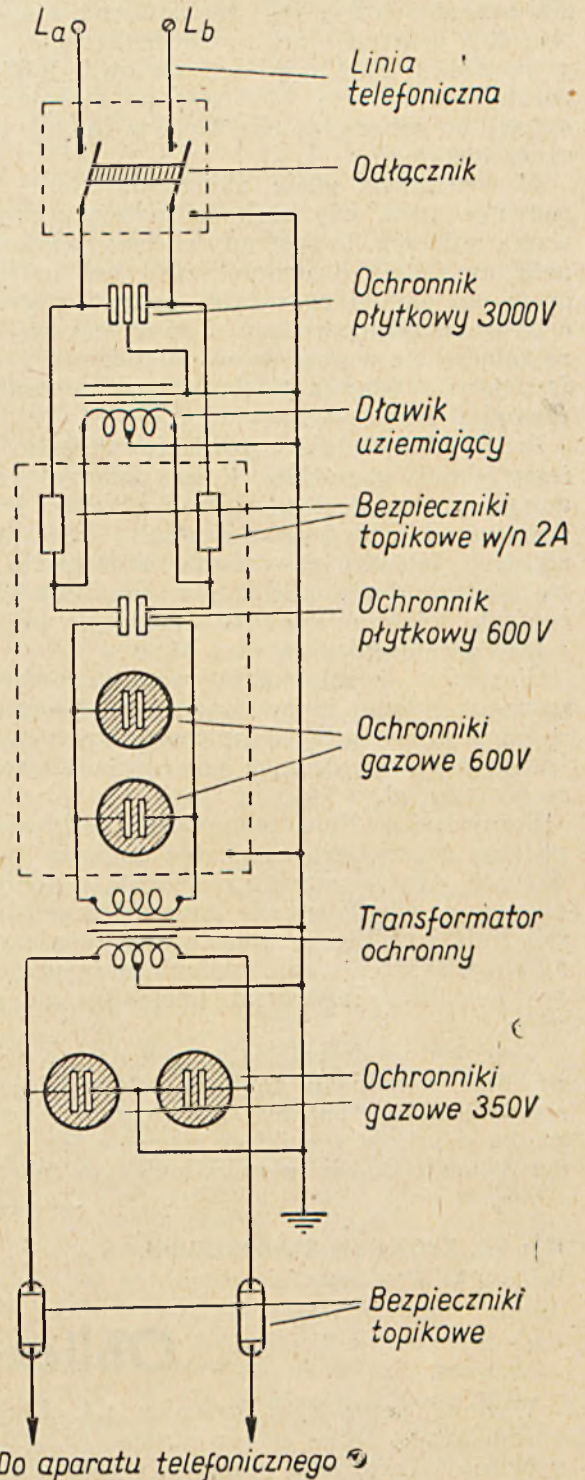 La Lb
Linia
telefoniczna
Odłącznik
Ochronnik
płytkowy 3000V
Dławik
uziemiający
Bezpieczniki
topikowe w/n 2A
Ochronnik
płytkowy 600V
Ochronniki
gazowe 600V
Transformator
ochronny
Ochronniki
gazowe 350V
Bezpieczniki
topikowe
Do aparatu telefonicznego